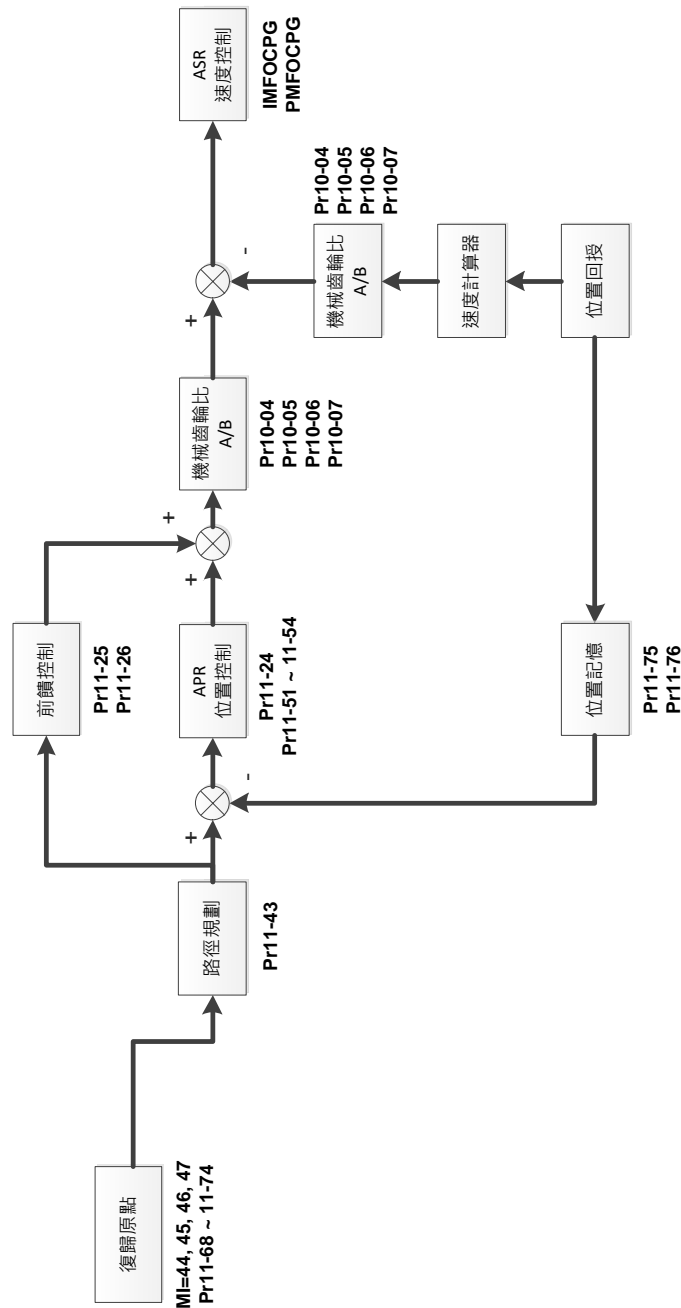 復歸原點
MI=44, 45, 46, 47
Pr11-68 ~ 11-74
路徑規劃
Pr11-43
前饋控制
Pr11-25
Pr11-26
+
-
APR
位置控制
Pr11-24
Pr11-51 ~ 11-54
+
+
機械齒輪比
A/B
Pr10-04
Pr10-05
Pr10-06
Pr10-07
+
-
ASR
速度控制
IMFOCPG
PMFOCPG
機械齒輪比
A/B
Pr10-04
Pr10-05
Pr10-06
Pr10-07
速度計算器
位置回授
位置記憶
Pr11-75
Pr11-76